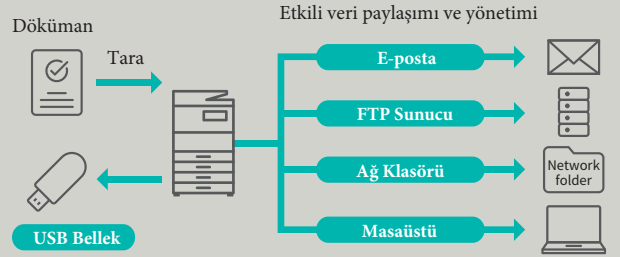 Döküman
Etkili veri paylaşımı ve yönetimi
Tara
E-posta
FTP Sunucu
Ağ Klasörü
Network
folder
Masaüstü
USB Bellek